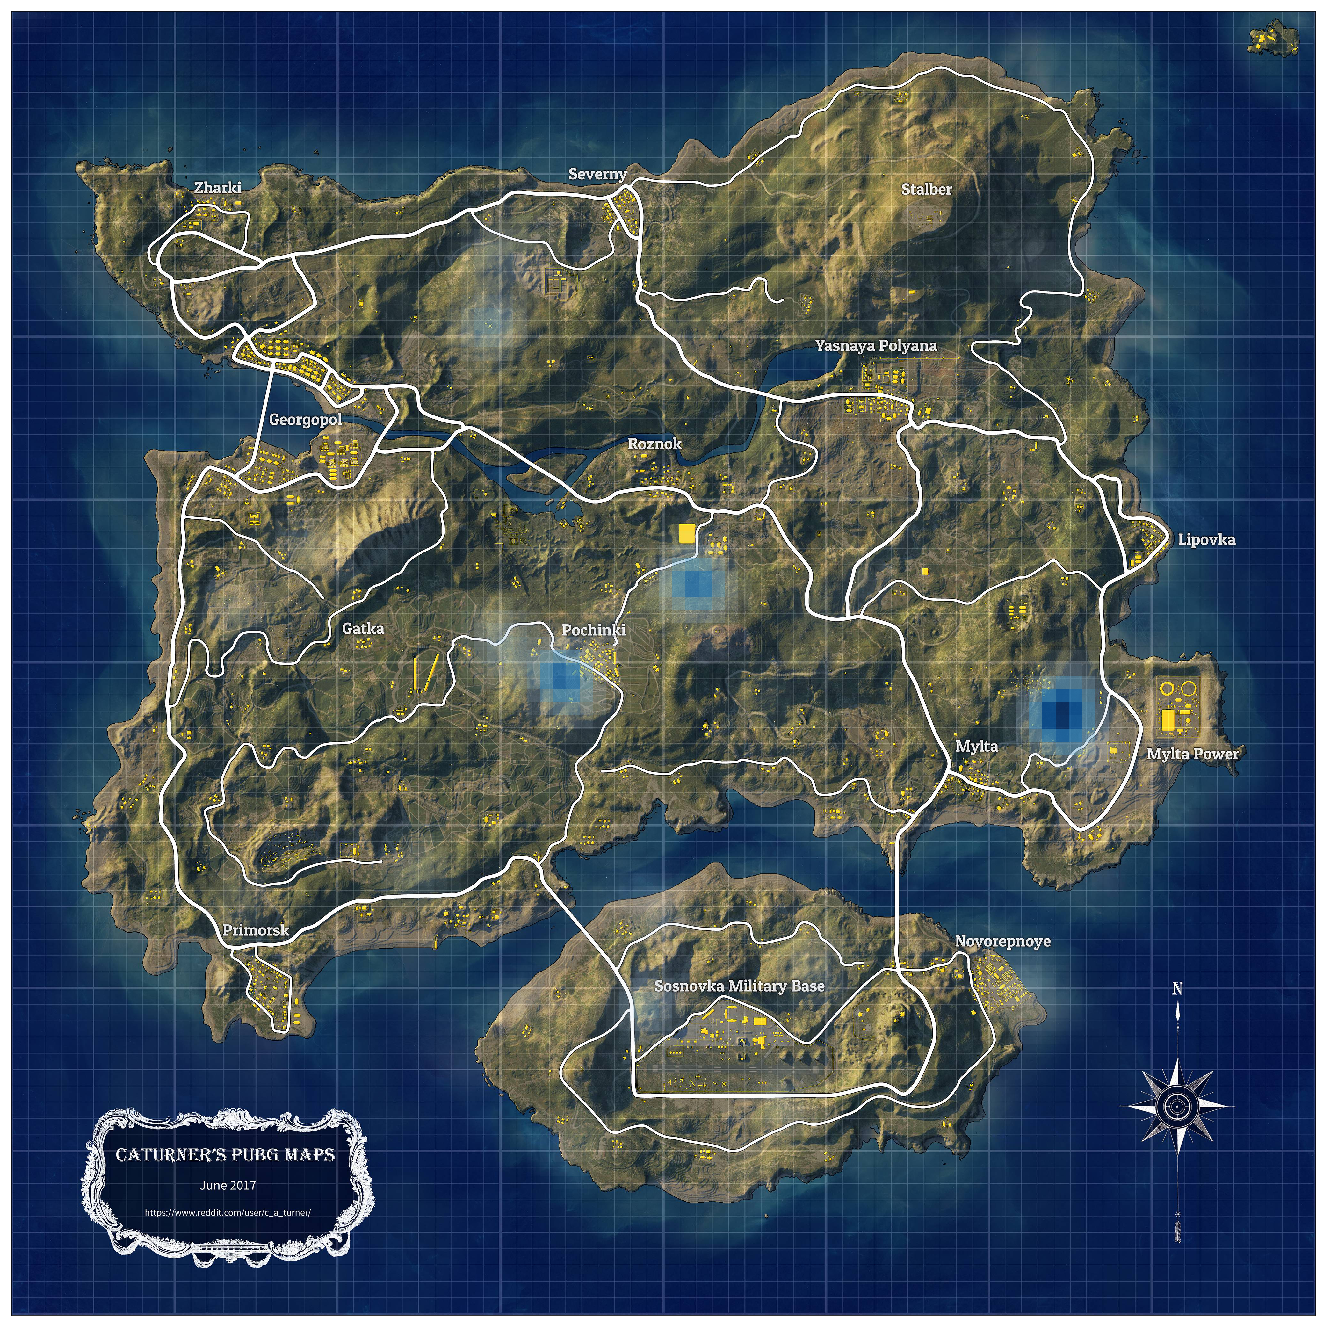 Zharki
Severny
Stalber
Yasnaya Polyana
Georgopol
Roznok
Lipovka
Gatka
Pochinki
Mylta
Mylta Power
Primorsk
Novorepnoye
Sosnovka Military Base
N
CATURNER'S PUBG MAPS
June 2017
https://www.reddit.com/user/c_a_turner/